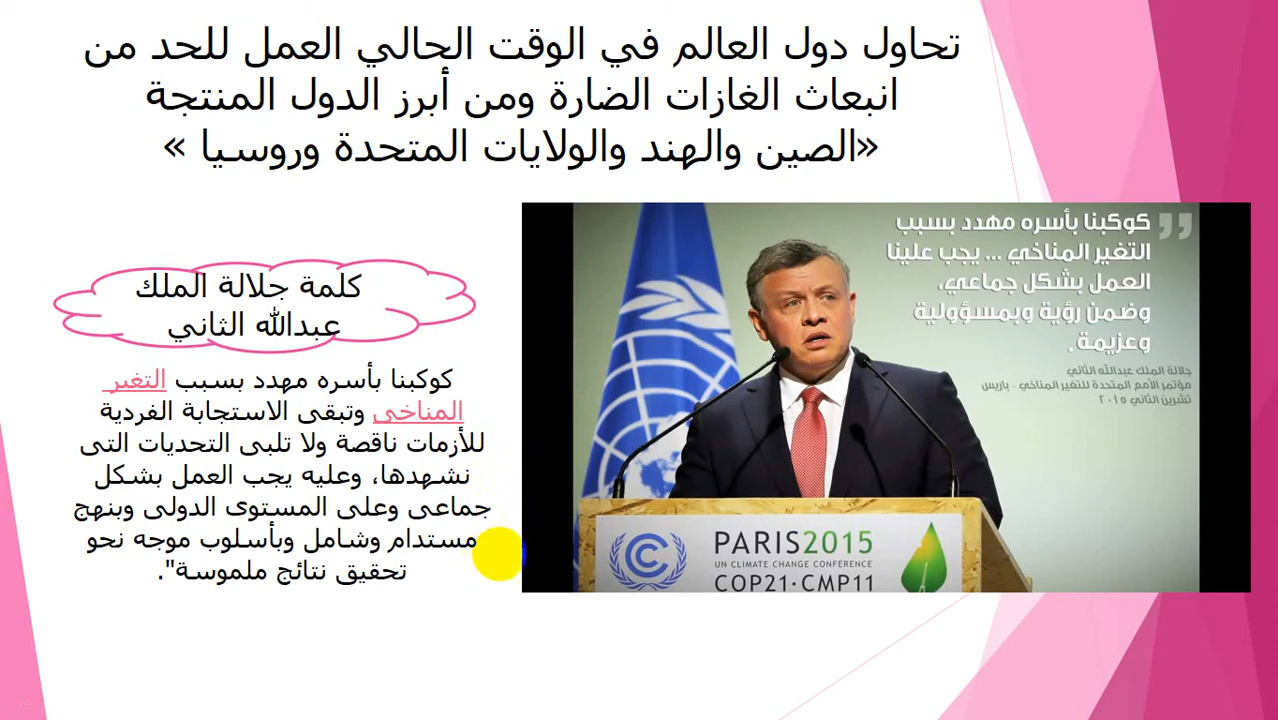 تحاول دول العالم في الوقت الحالي العمل للحد من
انبعاث الغازات الضارة ومن أبرز الدول المنتجة
«الصين والهند والولايات المتحدة وروسيا »
كلمة جلالة الملك
عبدالله الثاني
كوكبنا بأسره مهدد بسبب التغير
المناخى وتبقى الاستجابة الفردية
للأزمات ناقصة ولا تلبى التحديات التى
نشهدها، وعليه يجب العمل بشكل
جماعى وعلى المستوى الدولى وبنهج
مستدام وشامل وبأسلوب موجه نحو
تحقيق نتائج ملموسة".
كوكبنا بأسره مهدد بسبب
التغير المناخي ... يجب علينا
العمل بشكل جماعي،
وضمن رؤية وبمسؤولية
وعزيمة.
جلالة الملك عبدالله الثاني
مؤتمر الأمم المتحدة للتغير المناخي - باريس
تشرين الثاني ٢٠١٥
PARIS2015
UN CLIMATE CHANGE CONFERENCE
COP21·CMP11